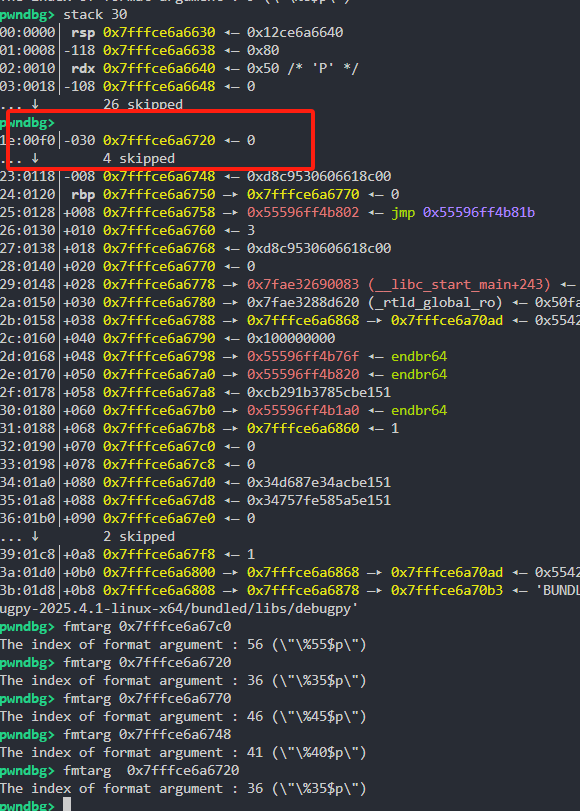 pwndbg> stack 30
00:0000│ rsp 0x7fffce6a6630 ◂— 0x12ce6a6640
01:0008│-118 0x7fffce6a6638 ◂— 0x80
02:0010│ rdx 0x7fffce6a6640 ◂— 0x50 /* 'P' */
03:0018│-108 0x7fffce6a6648 ◂— 0
... ↓ 26 skipped
pwndbg>
1e:00f0│-030 0x7fffce6a6720 ◂— 0
... ↓ 4 skipped
23:0118│-008 0x7fffce6a6748 ◂— 0xd8c9530606618c00
24:0120│ rbp 0x7fffce6a6750 —▸ 0x7fffce6a6770 ◂— 0
25:0128│+008 0x7fffce6a6758 —▸ 0x55596ff4b802 ◂— jmp 0x55596ff4b81b
26:0130│+010 0x7fffce6a6760 ◂— 3
27:0138│+018 0x7fffce6a6768 ◂— 0xd8c9530606618c00
28:0140│+020 0x7fffce6a6770 ◂— 0
29:0148│+028 0x7fffce6a6778 —▸ 0x7fae32690083 (__libc_start_main+243) ◂—
2a:0150│+030 0x7fffce6a6780 —▸ 0x7fae3288d620 (_rtld_global_ro) ◂— 0x50fa
2b:0158│+038 0x7fffce6a6788 —▸ 0x7fffce6a6868 —▸ 0x7fffce6a70ad ◂— 0x5542
2c:0160│+040 0x7fffce6a6790 ◂— 0x100000000
2d:0168│+048 0x7fffce6a6798 —▸ 0x55596ff4b76f ◂— endbr64
2e:0170│+050 0x7fffce6a67a0 —▸ 0x55596ff4b820 ◂— endbr64
2f:0178│+058 0x7fffce6a67a8 ◂— 0xcb291b3785cbe151
30:0180│+060 0x7fffce6a67b0 —▸ 0x55596ff4b1a0 ◂— endbr64
31:0188│+068 0x7fffce6a67b8 —▸ 0x7fffce6a6860 ◂— 1
32:0190│+070 0x7fffce6a67c0 ◂— 0
33:0198│+078 0x7fffce6a67c8 ◂— 0
34:01a0│+080 0x7fffce6a67d0 ◂— 0x34d687e34acbe151
35:01a8│+088 0x7fffce6a67d8 ◂— 0x34757fe585a5e151
36:01b0│+090 0x7fffce6a67e0 ◂— 0
... ↓ 2 skipped
39:01c8│+0a8 0x7fffce6a67f8 ◂— 1
3a:01d0│+0b0 0x7fffce6a6800 —▸ 0x7fffce6a6868 —▸ 0x7fffce6a70ad ◂— 0x5542
3b:01d8│+0b8 0x7fffce6a6808 —▸ 0x7fffce6a6878 —▸ 0x7fffce6a70b3 ◂— 'BUNDL
ugpy-2025.4.1-linux-x64/bundled/libs/debugpy'
pwndbg> fmtarg 0x7fffce6a67c0
The index of format argument : 56 (\"\%55$p\")
pwndbg> fmtarg 0x7fffce6a6720
The index of format argument : 36 (\"\%35$p\")
pwndbg> fmtarg 0x7fffce6a6770
The index of format argument : 46 (\"\%45$p\")
pwndbg> fmtarg 0x7fffce6a6748
The index of format argument : 41 (\"\%40$p\")
pwndbg> fmtarg 0x7fffce6a6720
The index of format argument : 36 (\"\%35$p\")
pwndbg>